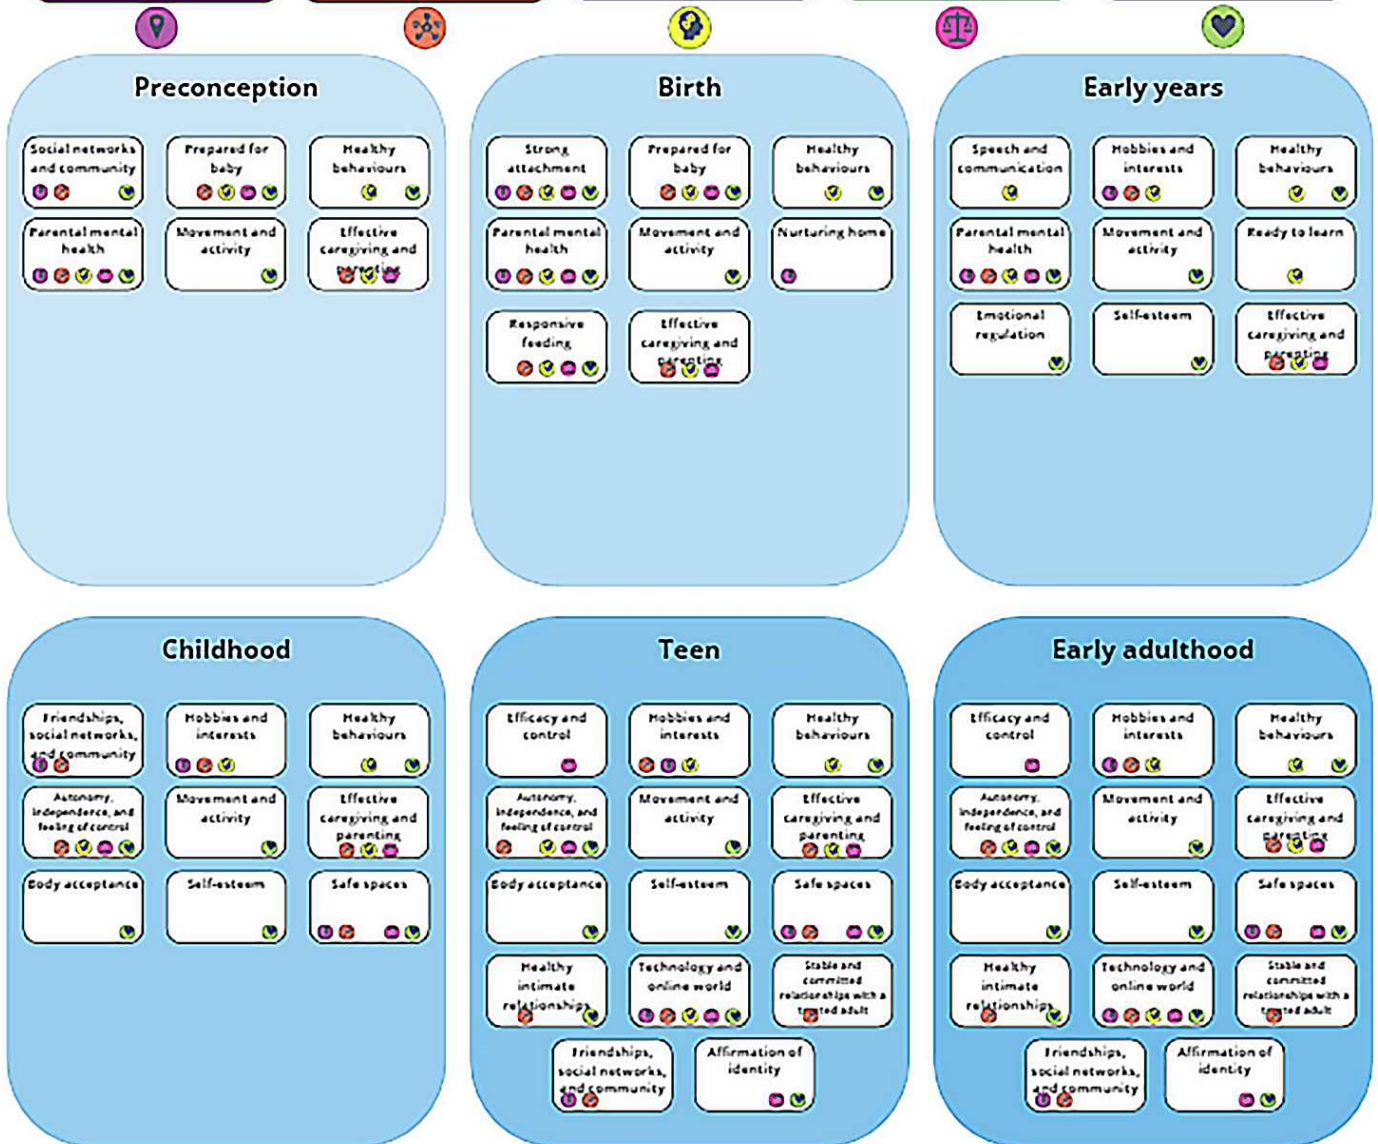 Preconception
Social networks
and community
Prepared for
baby
Healthy
behaviours
Parental mental
health
Movement and
activity
Effective
caregiving and
parenting
Birth
Strong
attachment
Prepared for
baby
Healthy
behaviours
Parental mental
health
Movement and
activity
Nurturing home
Responsive
feeding
Effective
caregiving and
parenting
Early years
Speech and
communication
Hobbies and
interests
Healthy
behaviours
Parental mental
health
Movement and
activity
Ready to learn
Emotional
regulation
Self-esteem
Effective
caregiving and
parenting
Childhood
Friendships,
social networks,
and community
Hobbies and
interests
Healthy
behaviours
Autonomy,
independence, and
feeling of control
Movement and
activity
Effective
caregiving and
parenting
Body acceptance
Self-esteem
Safe spaces
Teen
Efficacy and
control
Hobbies and
interests
Healthy
behaviours
Autonomy,
independence, and
feeling of control
Movement and
activity
Effective
caregiving and
parenting
Body acceptance
Self-esteem
Safe spaces
Healthy
intimate
relationships
Technology and
online world
Stable and
committed
relationships with a
trusted adult
Friendships,
social networks,
and community
Affirmation of
identity
Early adulthood
Efficacy and
control
Hobbies and
interests
Healthy
behaviours
Autonomy,
independence, and
feeling of control
Movement and
activity
Effective
caregiving and
parenting
Body acceptance
Self-esteem
Safe spaces
Healthy
intimate
relationships
Technology and
online world
Stable and
committed
relationships with a
trusted adult
Friendships,
social networks,
and community
Affirmation of
identity